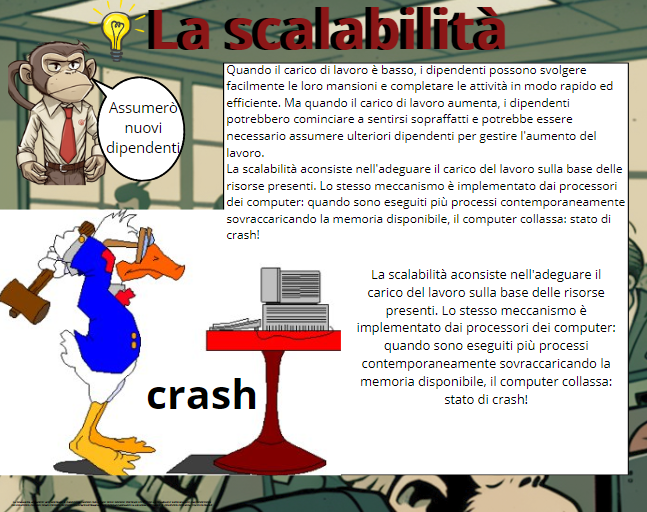 La scalabilità
Assumerò
nuovi
dipendenti
Quando il carico di lavoro è basso, i dipendenti possono svolgere
facilmente le loro mansioni e completare le attività in modo rapido ed
efficiente. Ma quando il carico di lavoro aumenta, i dipendenti
potrebbero cominciare a sentirsi sopraffatti e potrebbe essere
necessario assumere ulteriori dipendenti per gestire l'aumento del
lavoro.
La scalabilità aconsiste nell'adeguare il carico del lavoro sulla base delle
risorse presenti. Lo stesso meccanismo è implementato dai processori
dei computer: quando sono eseguiti più processi contemporaneamente
sovraccaricando la memoria disponibile, il computer collassa: stato di
crash!
La scalabilità aconsiste nell'adeguare il
carico del lavoro sulla base delle risorse
presenti. Lo stesso meccanismo è
implementato dai processori dei computer:
quando sono eseguiti più processi
contemporaneamente sovraccaricando la
memoria disponibile, il computer collassa:
stato di crash!
crash